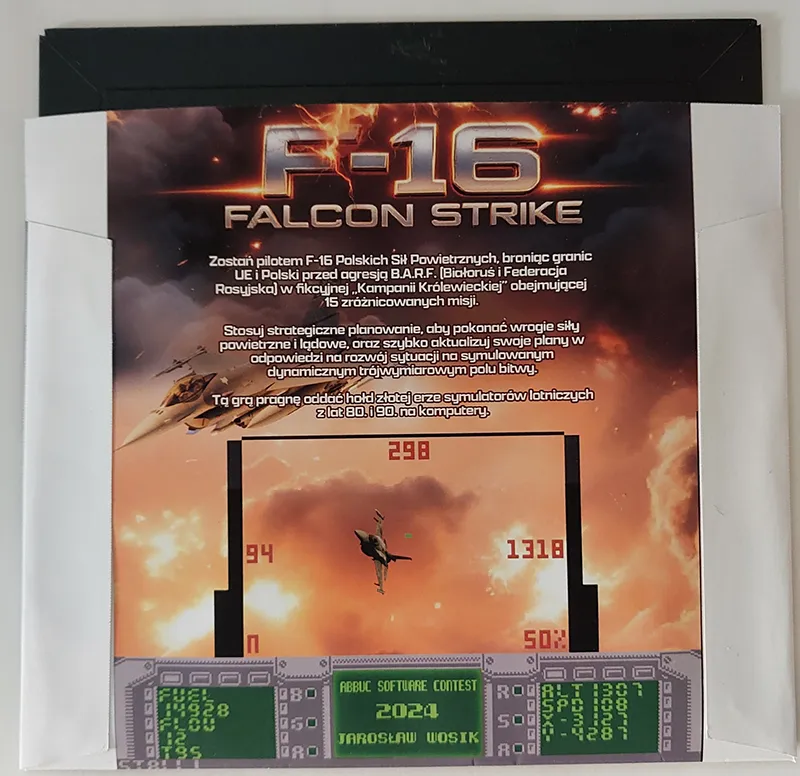 F-16
FALCON STRIKE
Zostań pilotem F-16 Polskich Sił Powietrznych, broniąc granic
UE i Polski przed agresją B.A.R.F. (Białoruś i Federacja
Rosyjska) w fikcyjnej „Kampanii Królewieckiej" obejmującej
15 zróżnicowanych misji.
Stosuj strategiczne planowanie, aby pokonać wrogie siły
powietrzne i lądowe, oraz szybko aktualizuj swoje plany w
odpowiedzi na rozwój sytuacji na symulowanym
dynamicznym trójwymiarowym polu bitwy.
Tą grą pragnę oddać hołd złotej erze symulatorów lotniczych
z lat 80. i 90. na komputery.
298
94
1318
50%
FUEL
14928
FLOW
12
B
G
R
ABBUC SOFTWARE CONTEST
2024
JAROSŁAW WOSIK
R
S
A
ALT 1307
SPD 108
X-3127
Y-4287